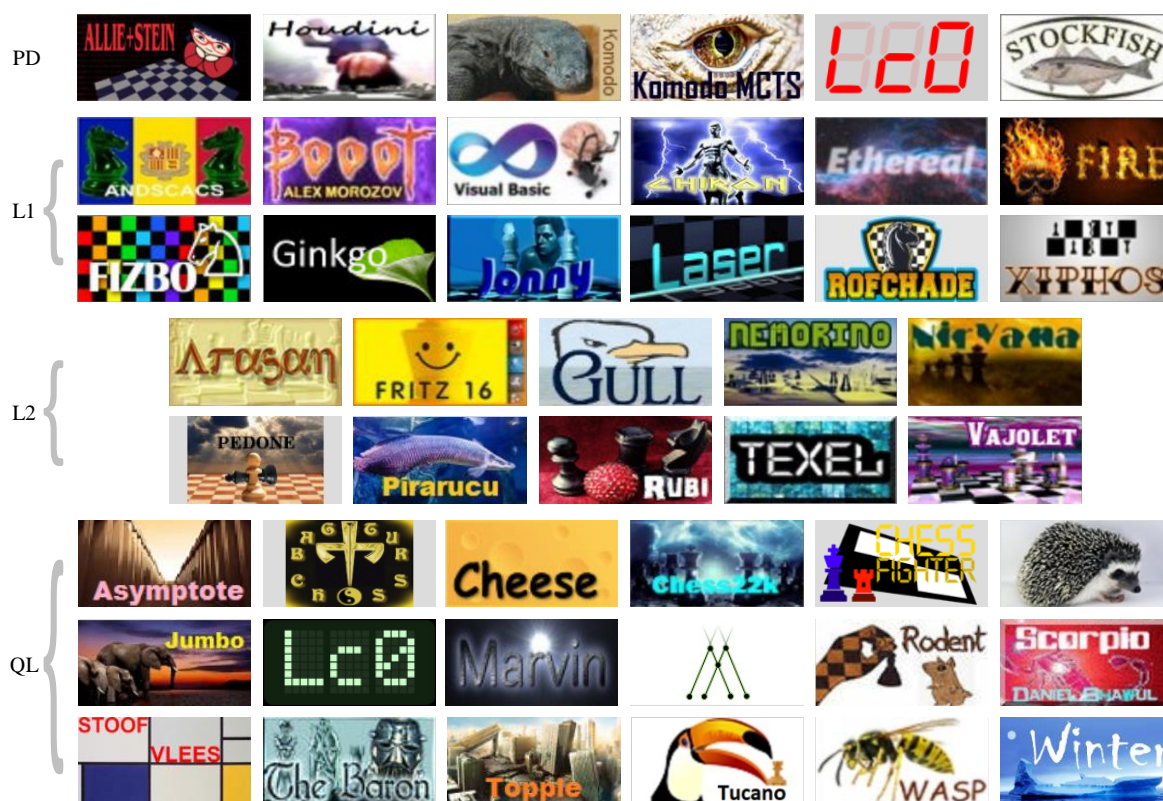 PD
ALLIE+STEIN
Houdini
Komodo
Komodo MCTS
Lc0
STOCKFISH
L1
ANDSCACS
BOOOT
ALEX MOROZOV
Visual Basic
CHIRON
Ethereal
FIRE
FIZBO
Ginkgo
Jonny
Laser
ROFCHADE
XIPHOS
L2
Arasan
FRITZ 16
GULL
NEMORINO
Nirvana
PEDONE
Pirarucu
RUBI
TEXEL
VAJOLET
QL
Asymptote
BAGATUR
CHESS
Cheese
Chess22k
CHESS
FIGHTER
Jumbo
Lc0
Marvin
Rodent
Scorpio
DANIEL SHAWUL
STOOF
VLEES
The Baron
Topple
Tucano
WASP
Winter